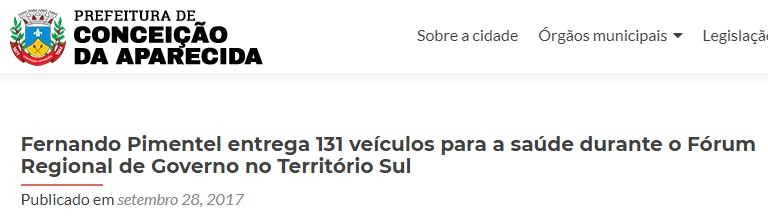 PREFEITURA DE
CONCEIÇÃO
DA APARECIDA
Sobre a cidade Órgãos municipais Legislação
Fernando Pimentel entrega 131 veículos para a saúde durante o Fórum
Regional de Governo no Território Sul
Publicado em setembro 28, 2017